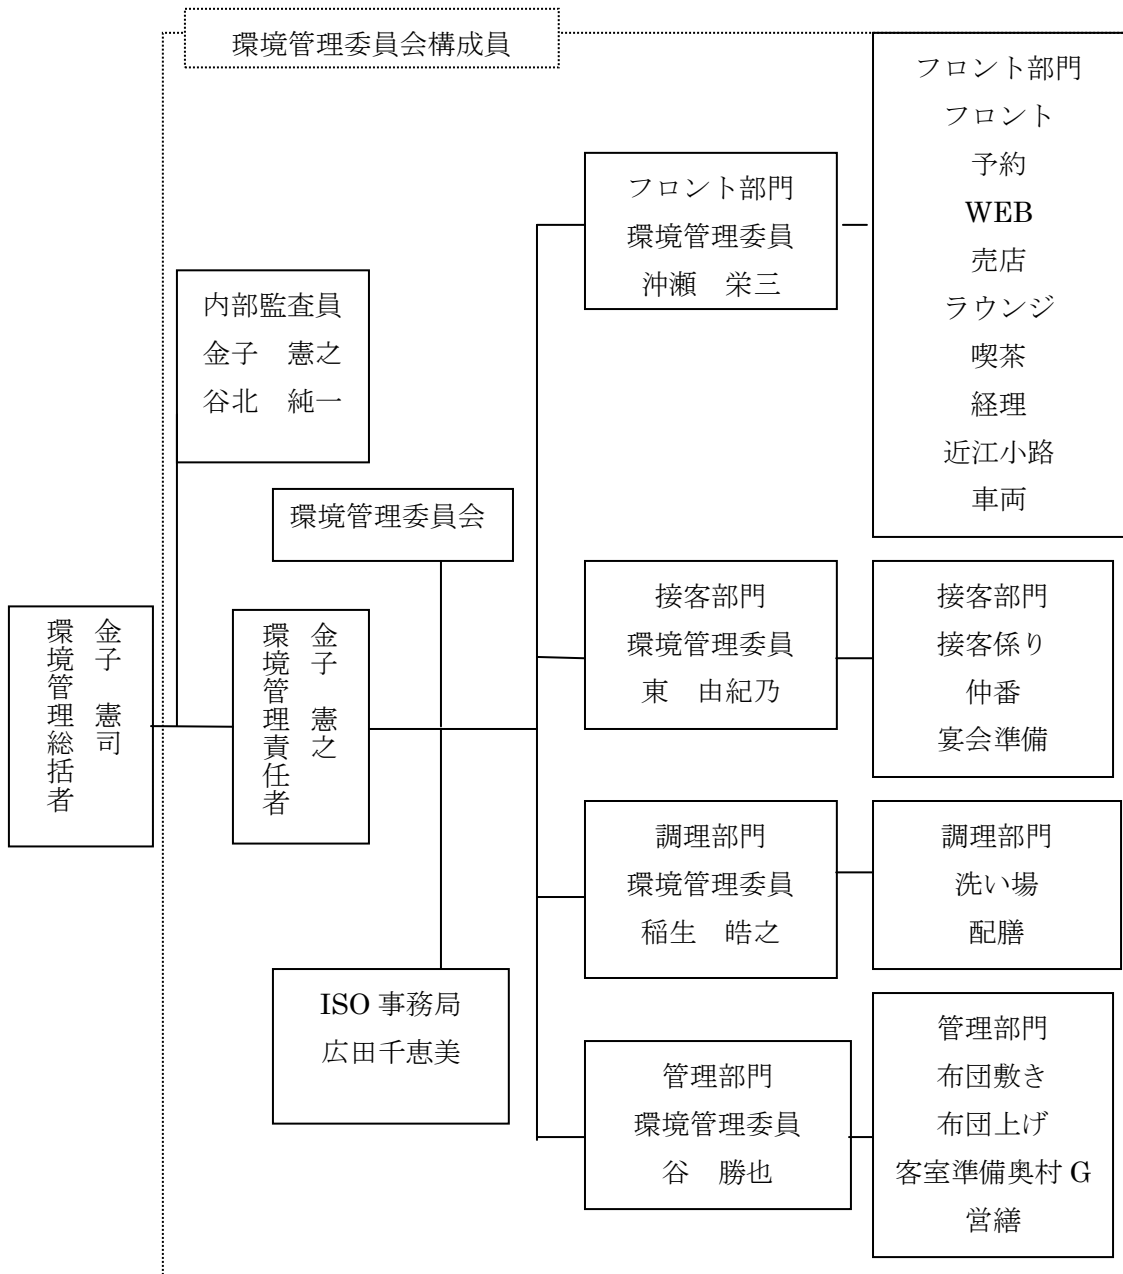 環境管理委員会構成員
フロント部門
フロント
予約
WEB
売店
ラウンジ
喫茶
経理
近江小路
車両
フロント部門
環境管理委員
沖瀬　栄三
内部監査員
金子　憲之
谷北　純一
環境管理委員会
環境管理総括者
金子　憲司
環境管理責任者
金子　憲之
接客部門
環境管理委員
東　由紀乃
接客部門
接客係り
仲番
宴会準備
調理部門
環境管理委員
稲生　皓之
調理部門
洗い場
配膳
ISO 事務局
広田千恵美
管理部門
環境管理委員
谷　勝也
管理部門
布団敷き
布団上げ
客室準備奥村 G
営繕